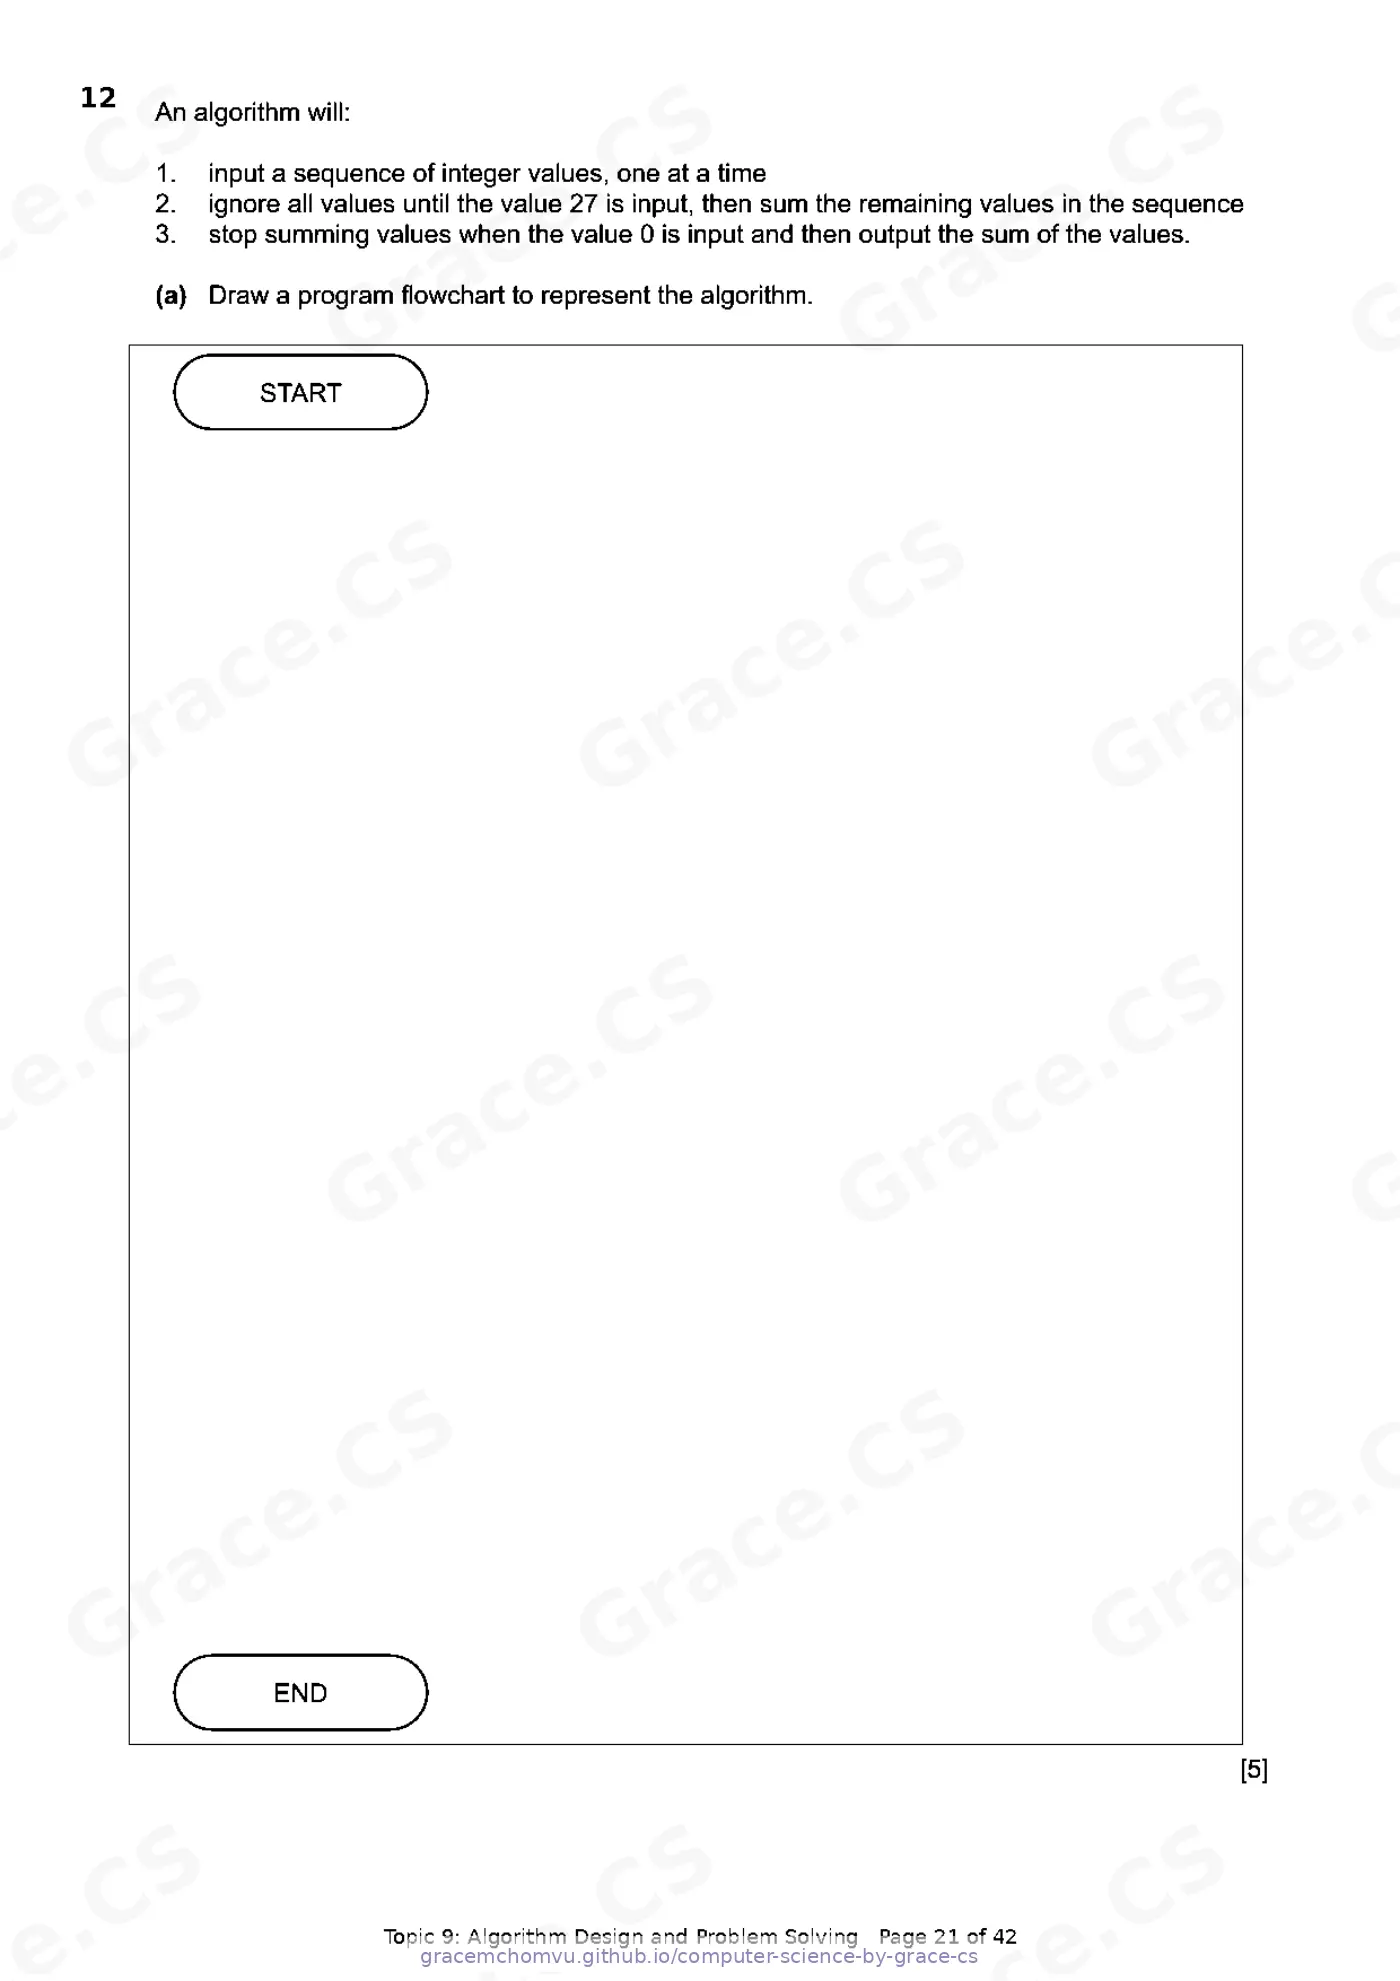 12
An algorithm will:
1. input a sequence of integer values, one at a time
2. ignore all values until the value 27 is input, then sum the remaining values in the sequence
3. stop summing values when the value 0 is input and then output the sum of the values.
(a) Draw a program flowchart to represent the algorithm.
START
END
[5]
Topic 9: Algorithm Design and Problem Solving Page 21 of 42
gracemchomvu.github.io/computer-science-by-grace-cs
Grace.CS